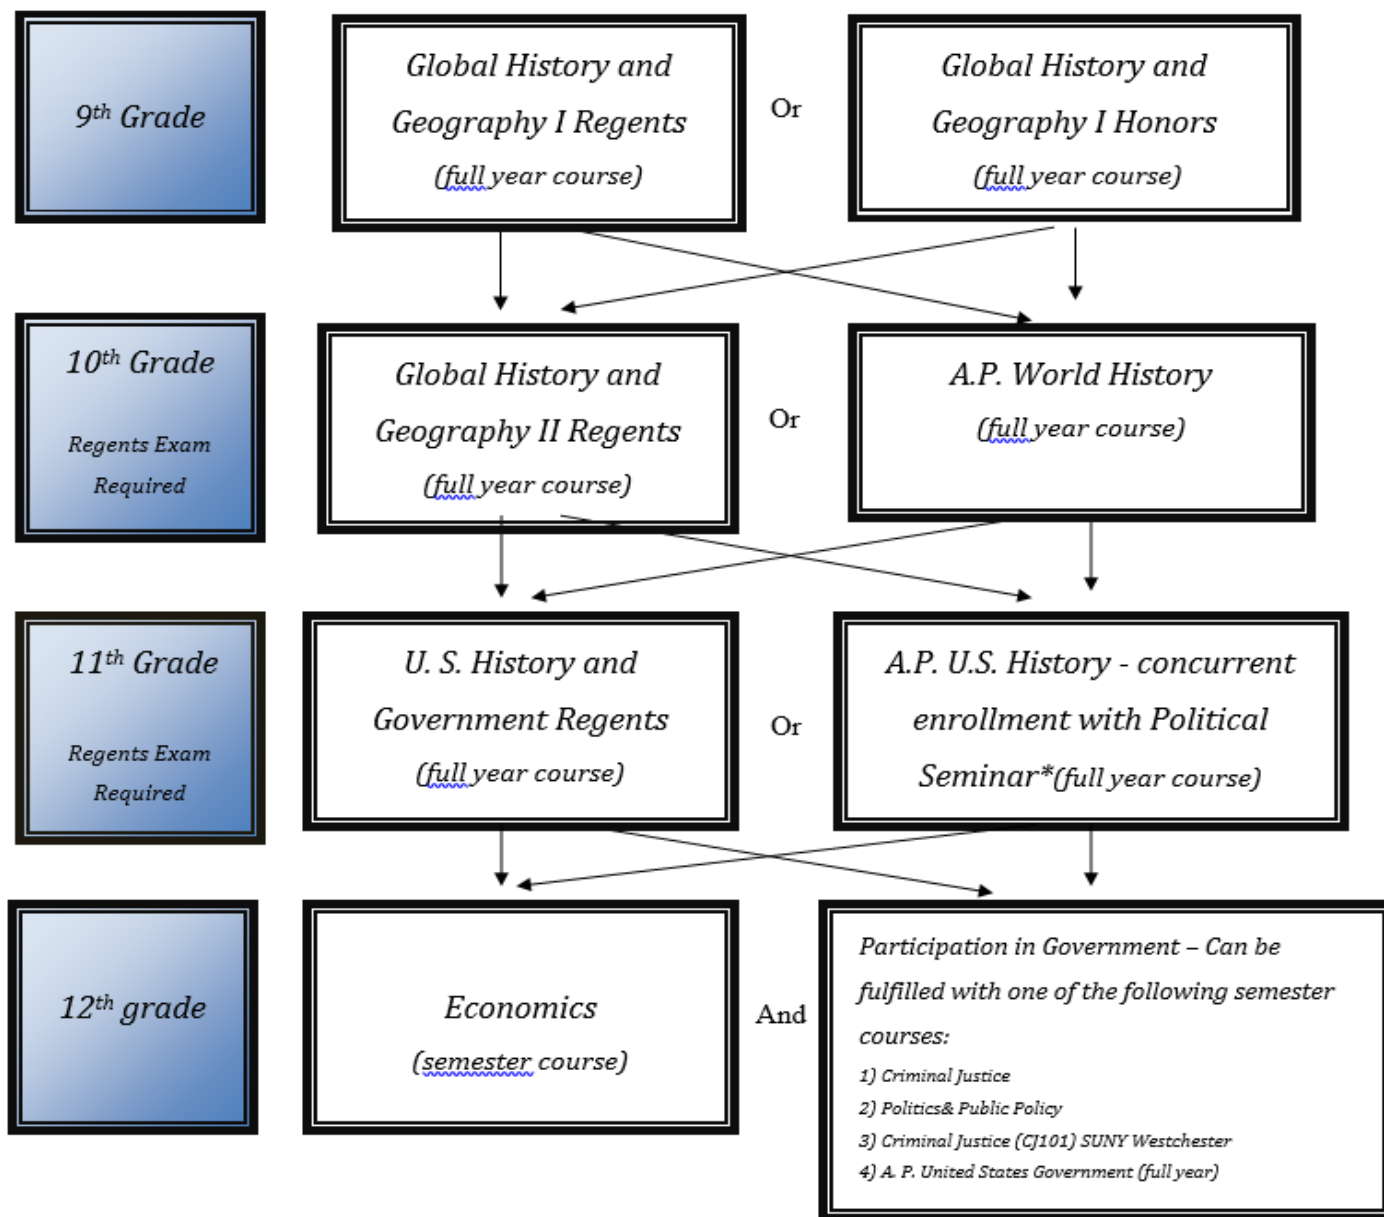 9th Grade
Global History and
Geography I Regents
(full year course)
Or
Global History and
Geography I Honors
(full year course)
10th Grade
Regents Exam
Required
Global History and
Geography II Regents
(full year course)
Or
A.P. World History
(full year course)
11th Grade
Regents Exam
Required
U. S. History and
Government Regents
(full year course)
Or
A.P. U.S. History - concurrent
enrollment with Political
Seminar*(full year course)
12th grade
Economics
(semester course)
And
Participation in Government – Can be
fulfilled with one of the following semester
courses:
1) Criminal Justice
2) Politics& Public Policy
3) Criminal Justice (CJ101) SUNY Westchester
4) A. P. United States Government (full year)